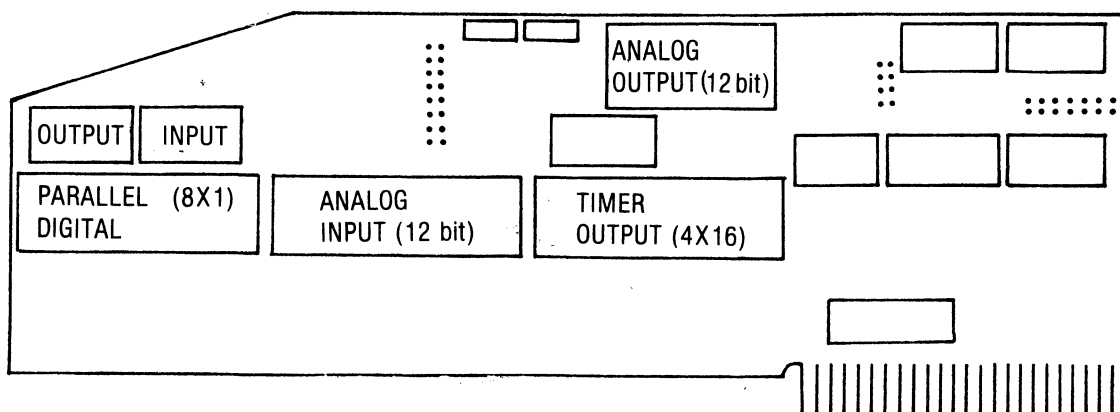 ANALOG
OUTPUT (12 bit)
OUTPUT
INPUT
PARALLEL (8X1)
DIGITAL
ANALOG
INPUT (12 bit)
TIMER
OUTPUT (4X16)